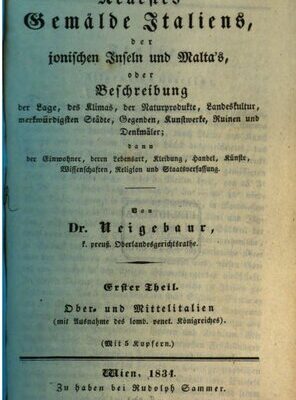 Neuestes
Gemälde Italiens,
der
jonischen Inseln und Malta's,
oder
Beschreibung
der Lage, des Klimas, der Naturprodukte, Landeskultur,
merkwürdigsten Städte, Gegenden, Kunstwerke, Ruinen und
Denkmäler;
dann
der Einwohner, deren Lebensart, Kleidung, Handel, Künste,
Wissenschaften, Religion und Staatsverfassung.
Von
Dr. Neigebaur,
k. preuß. Oberlandesgerichtsrathe.
Erster Theil.
Ober- und Mittelitalien
(mit Ausnahme des lomb. venet. Königreiches).
(Mit 5 Kupfern.)
Wien, 1834.
Zu haben bei Rudolph Sammer.